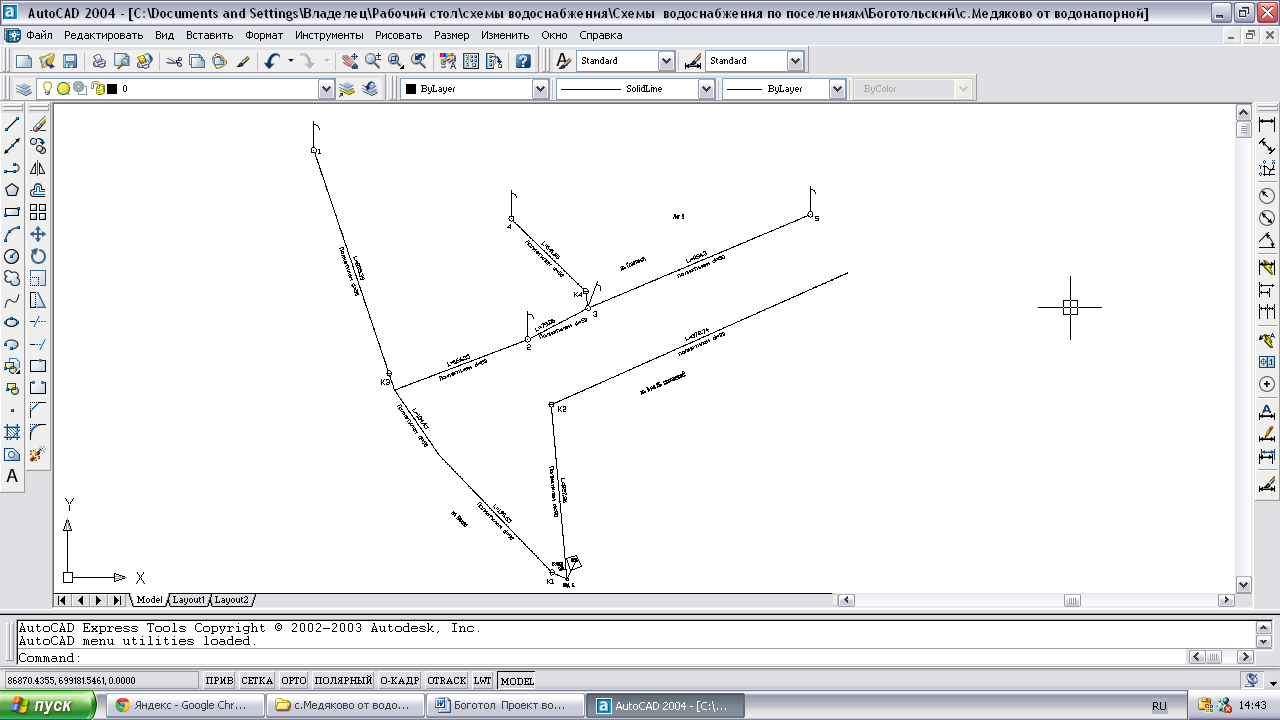 AutoCAD 2004 - [C:\Documents and Settings\Владелец\Рабочий стол\схемы водоснабжения\Схемы водоснабжения по поселениям\Боготольский\с.Медяково от водонапорной]
Файл Редактировать Вид Вставить Формат Инструменты Рисовать Размер Изменить Окно Справка
Standard Standard
0 ByLayer SolidLine ByLayer ByColor
1
4
5
K4
3
2
K3
K2
K1
Y
X
A
Model Layout1 Layout2
AutoCAD Express Tools Copyright © 2002-2003 Autodesk, Inc.
AutoCAD menu utilities loaded.
Command:
86870.4355, 699181.5461, 0.0000 ПРИВ СЕТКА ОРТО ПОЛЯРНЫЙ О-КАДР OTRACK LWT MODEL
пуск Яндекс - Google Chr... с.Медяково от водо... Боготол Проэкт во... AutoCAD 2004 - [C:\... RU 14:43